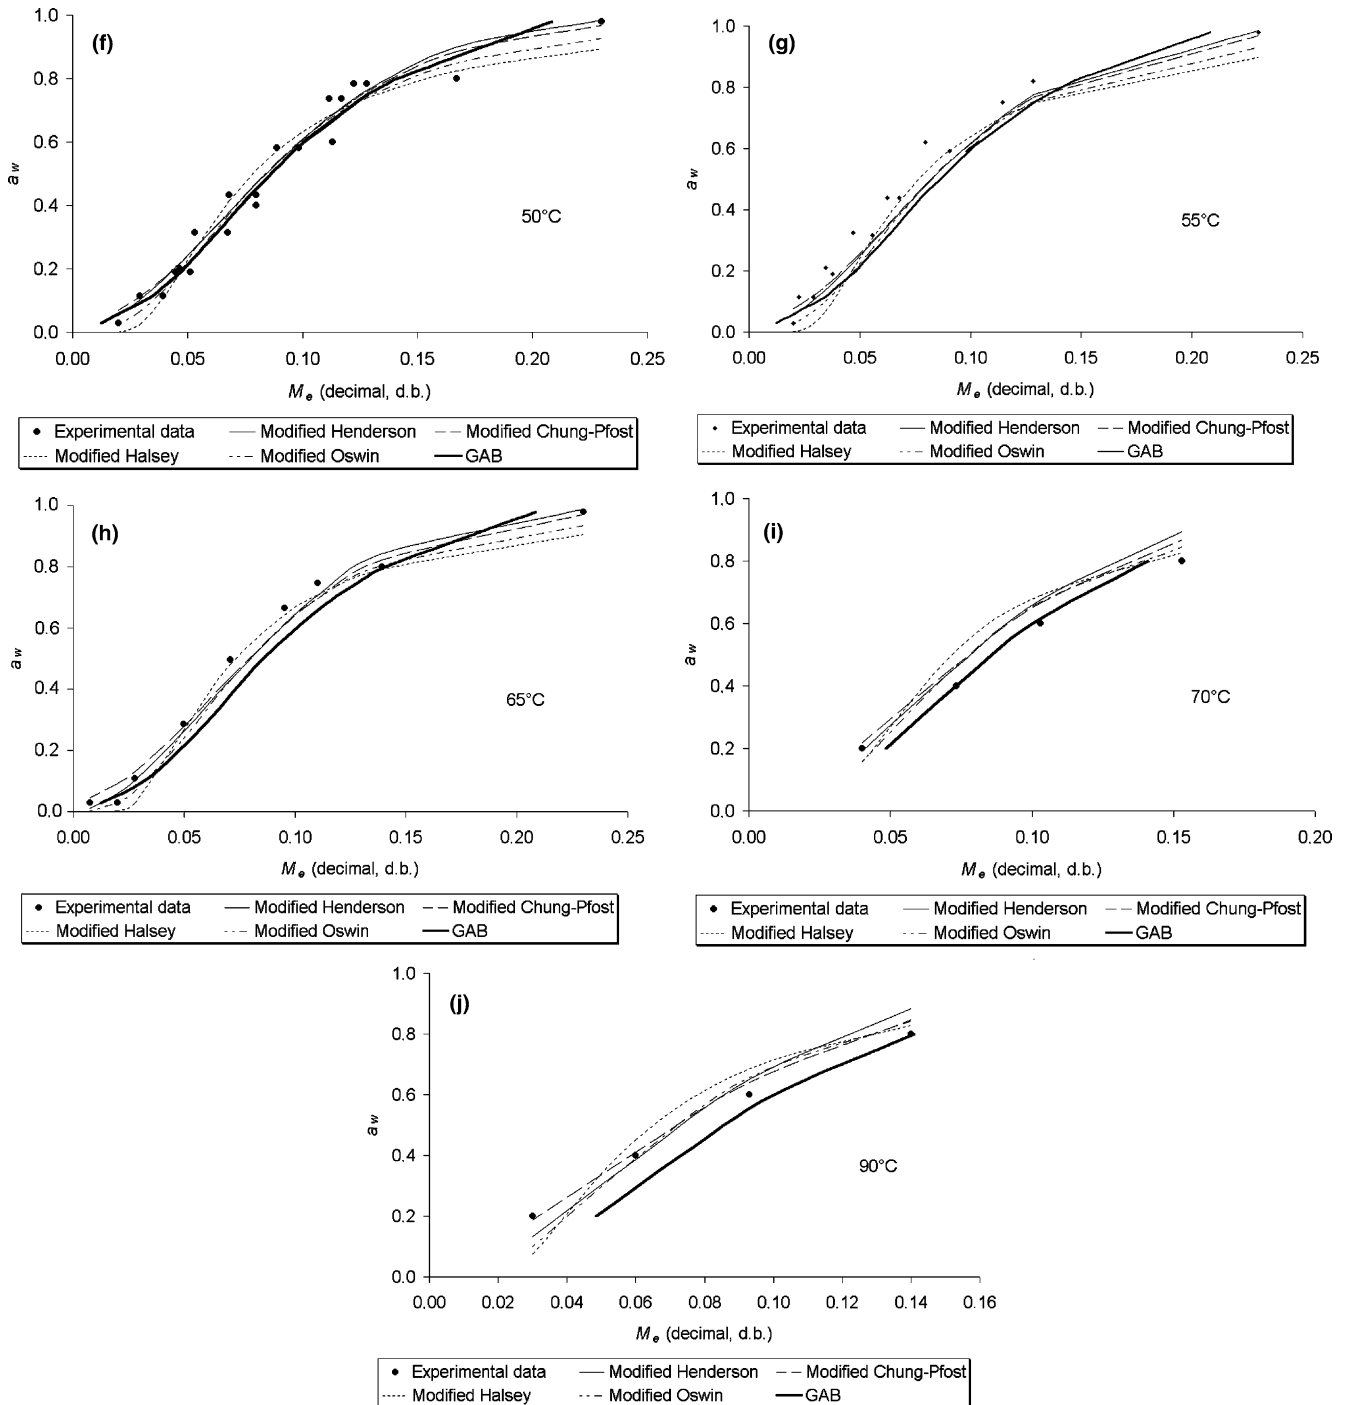 (f)
1.0
0.8
0.6
0.4
0.2
0.0
a w
50°C
0.00 0.05 0.10 0.15 0.20 0.25
M e (decimal, d.b.)
Experimental data Modified Henderson Modified Chung-Pfost
Modified Halsey Modified Oswin GAB
(g)
1.0
0.8
0.6
0.4
0.2
0.0
a w
55°C
0.00 0.05 0.10 0.15 0.20 0.25
M e (decimal, d.b.)
Experimental data Modified Henderson Modified Chung-Pfost
Modified Halsey Modified Oswin GAB
(h)
1.0
0.8
0.6
0.4
0.2
0.0
a w
65°C
0.00 0.05 0.10 0.15 0.20 0.25
M e (decimal, d.b.)
Experimental data Modified Henderson Modified Chung-Pfost
Modified Halsey Modified Oswin GAB
(i)
1.0
0.8
0.6
0.4
0.2
0.0
a w
70°C
0.00 0.05 0.10 0.15 0.20
M e (decimal, d.b.)
Experimental data Modified Henderson Modified Chung-Pfost
Modified Halsey Modified Oswin GAB
(j)
1.0
0.8
0.6
0.4
0.2
0.0
a w
90°C
0.00 0.02 0.04 0.06 0.08 0.10 0.12 0.14 0.16
M e (decimal, d.b.)
Experimental data Modified Henderson Modified Chung-Pfost
Modified Halsey Modified Oswin GAB